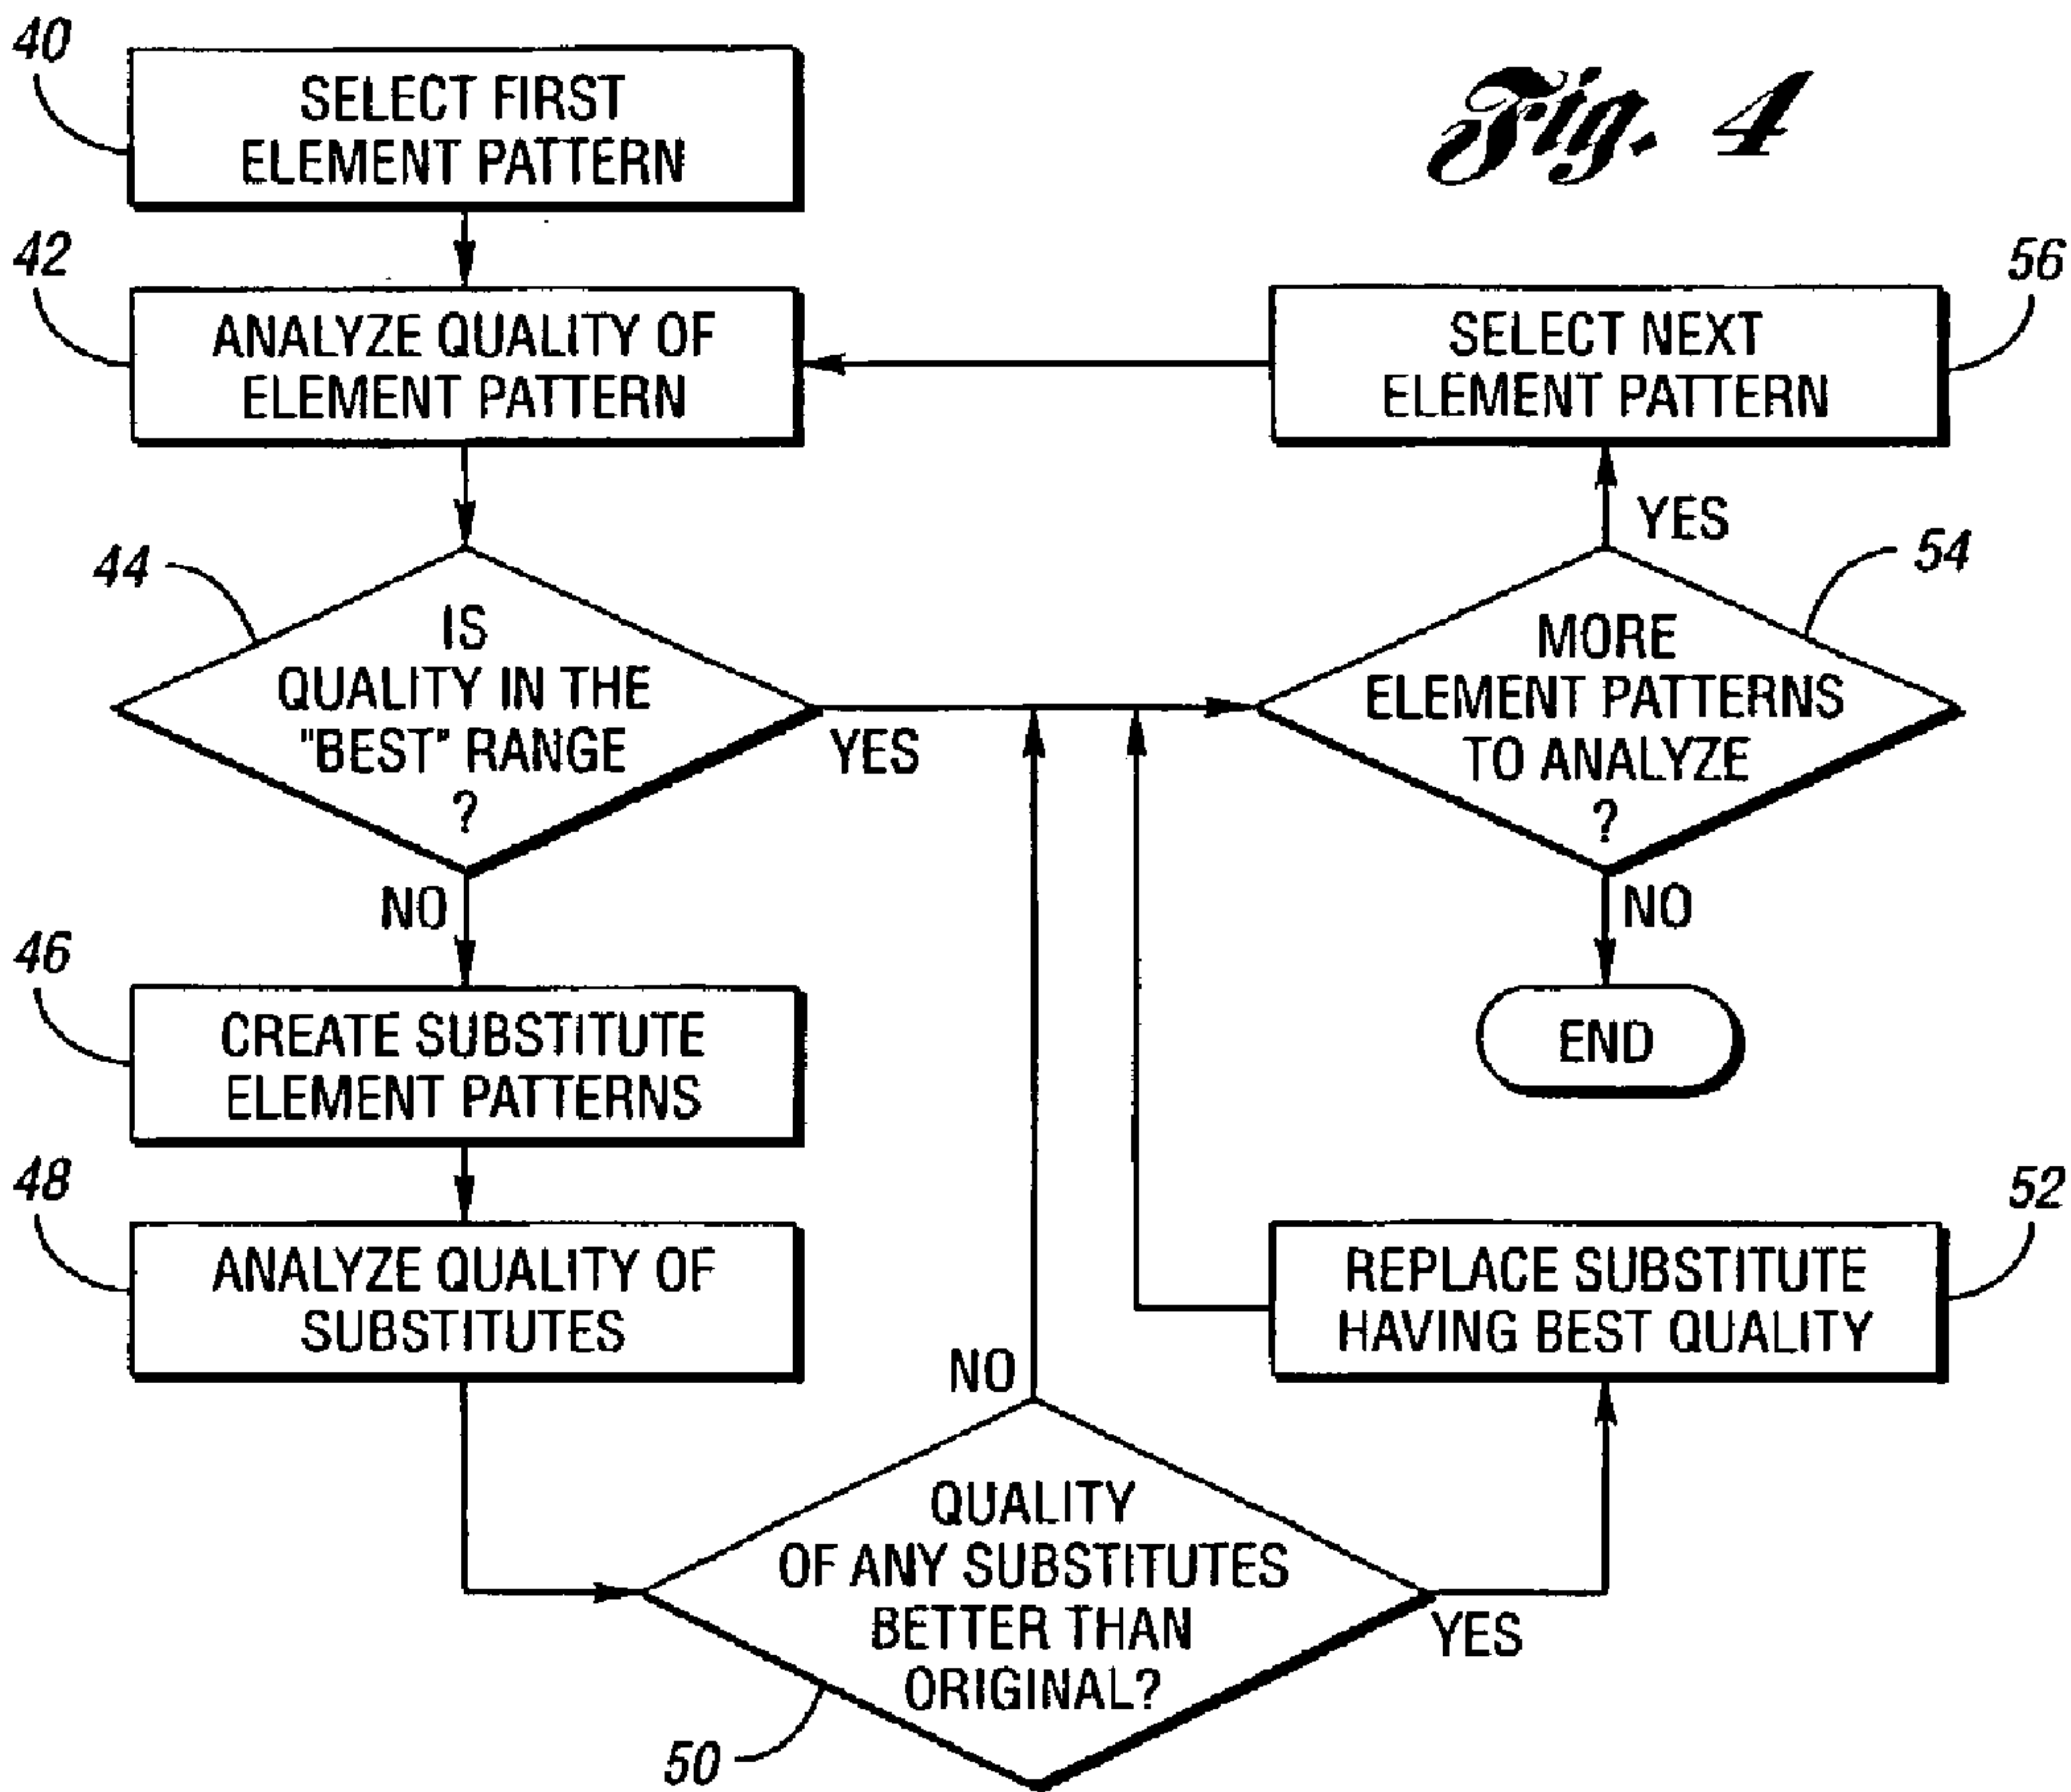 Fig. 4
40
SELECT FIRST
ELEMENT PATTERN
42
ANALYZE QUALITY OF
ELEMENT PATTERN
56
SELECT NEXT
ELEMENT PATTERN
YES
44
IS
QUALITY IN THE
"BEST" RANGE
?
YES
NO
54
MORE
ELEMENT PATTERNS
TO ANALYZE
?
NO
END
46
CREATE SUBSTITUTE
ELEMENT PATTERNS
48
ANALYZE QUALITY OF
SUBSTITUTES
52
REPLACE SUBSTITUTE
HAVING BEST QUALITY
NO
QUALITY
OF ANY SUBSTITUTES
BETTER THAN
ORIGINAL?
YES
50